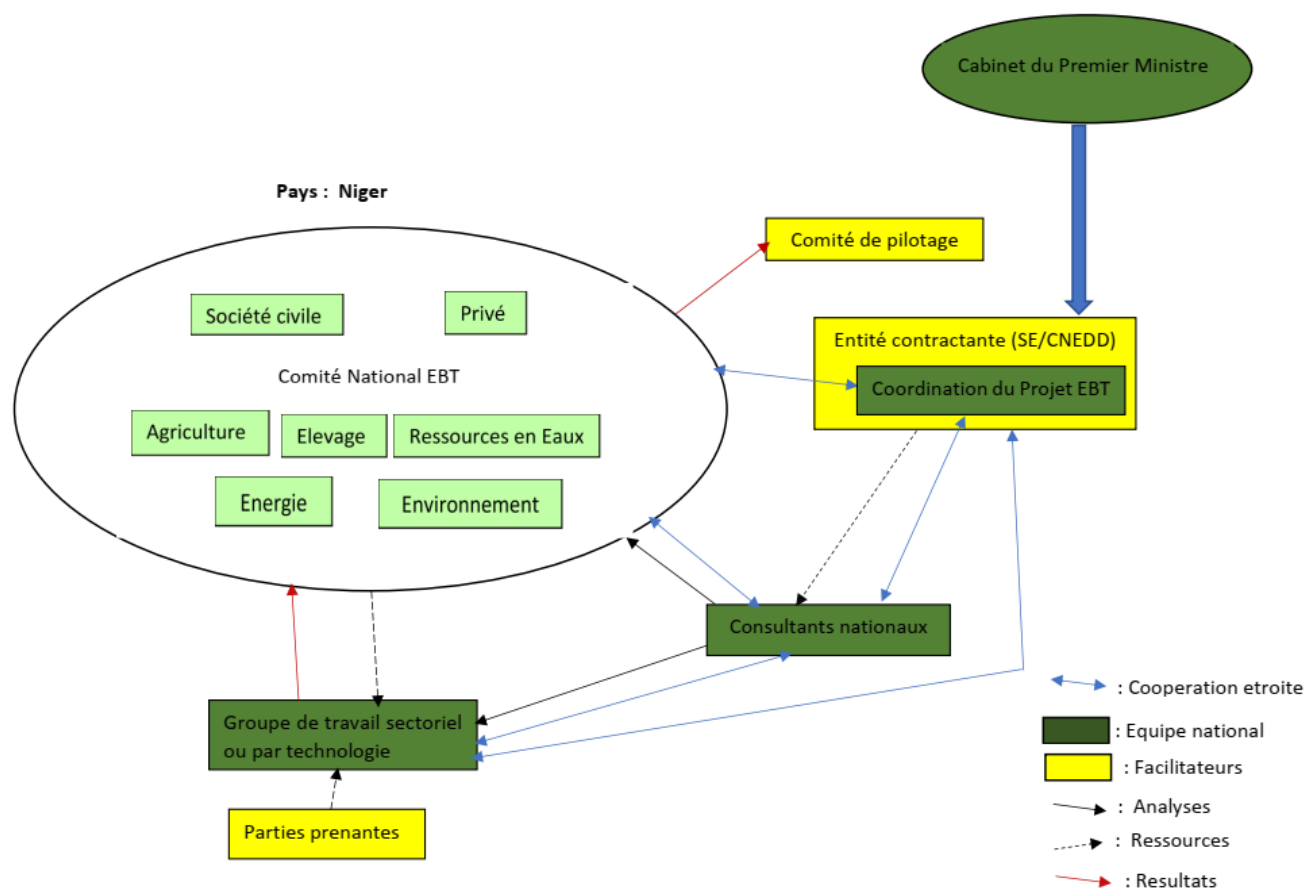 Cabinet du Premier Ministre
Pays : Niger
Comité de pilotage
Société civile
Privé
Entité contractante (SE/CNEDD)
Comité National EBT
Coordination du Projet EBT
Agriculture
Elevage
Ressources en Eaux
Energie
Environnement
Consultants nationaux
Groupe de travail sectoriel
ou par technologie
Parties prenantes
: Cooperation etroite
: Equipe national
: Facilitateurs
: Analyses
: Ressources
: Resultats